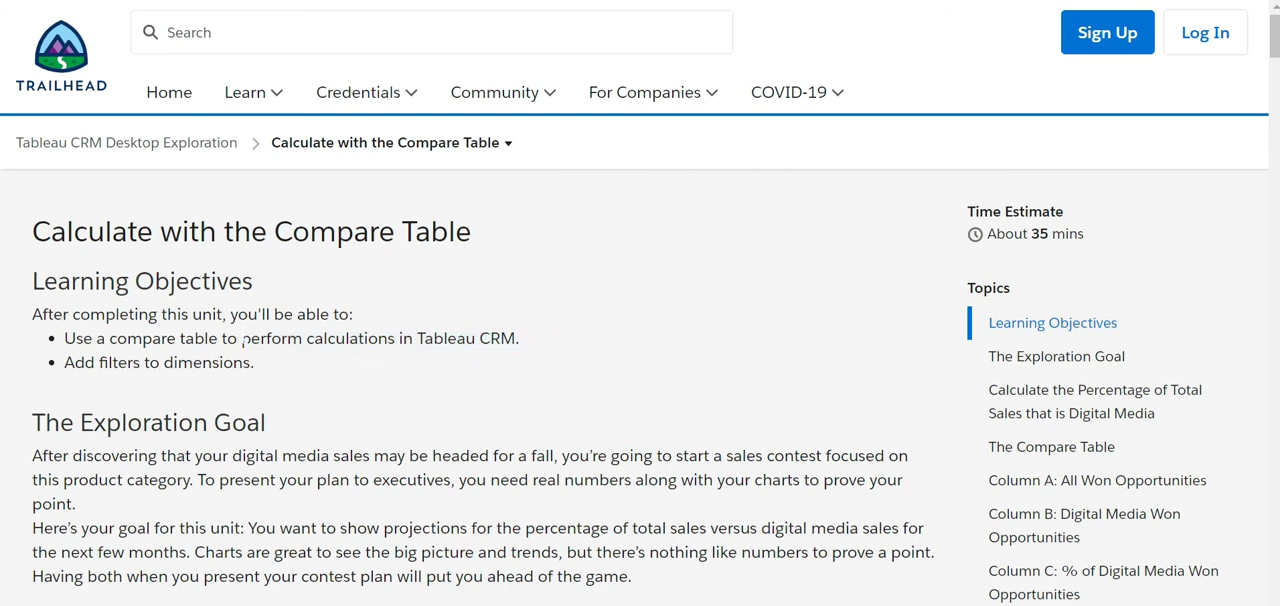 TRAILHEAD
Search
Sign Up
Log In
Home
Learn
Credentials
Community
For Companies
COVID-19
Tableau CRM Desktop Exploration
Calculate with the Compare Table
Calculate with the Compare Table
Learning Objectives
After completing this unit, you'll be able to:
• Use a compare table to perform calculations in Tableau CRM.
• Add filters to dimensions.
The Exploration Goal
After discovering that your digital media sales may be headed for a fall, you’re going to start a sales contest focused on
this product category. To present your plan to executives, you need real numbers along with your charts to prove your
point.
Here’s your goal for this unit: You want to show projections for the percentage of total sales versus digital media sales for
the next few months. Charts are great to see the big picture and trends, but there’s nothing like numbers to prove a point.
Having both when you present your contest plan will put you ahead of the game.
Time Estimate
About 35 mins
Topics
Learning Objectives
The Exploration Goal
Calculate the Percentage of Total
Sales that is Digital Media
The Compare Table
Column A: All Won Opportunities
Column B: Digital Media Won
Opportunities
Column C: % of Digital Media Won
Opportunities